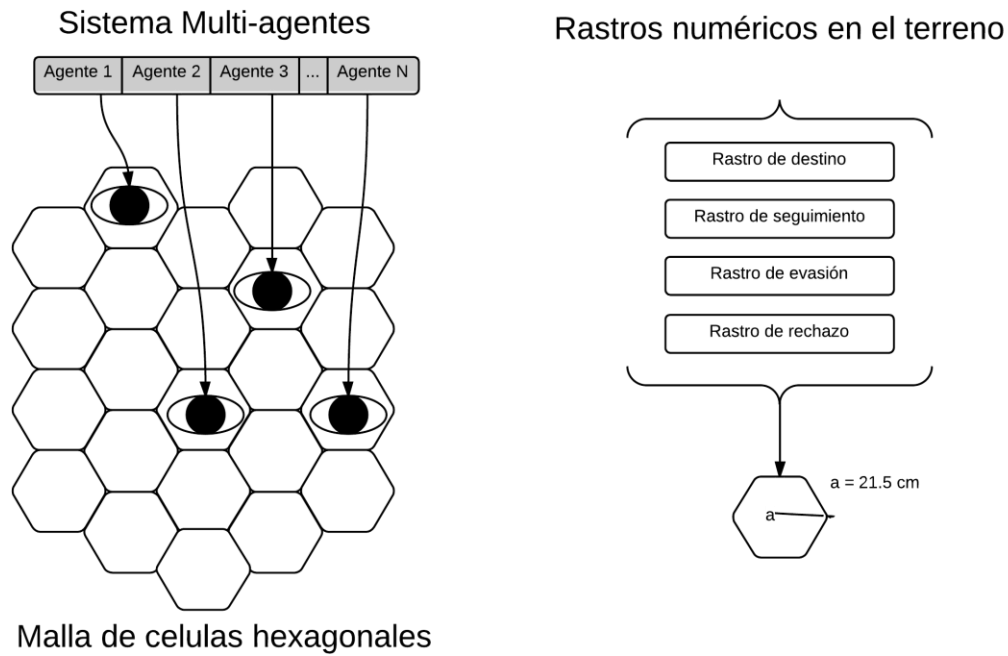 Sistema Multi-agentes
Agente 1
Agente 2
Agente 3
...
Agente N
Malla de celulas hexagonales
Rastros numéricos en el terreno
Rastro de destino
Rastro de seguimiento
Rastro de evasión
Rastro de rechazo
a = 21.5 cm
a